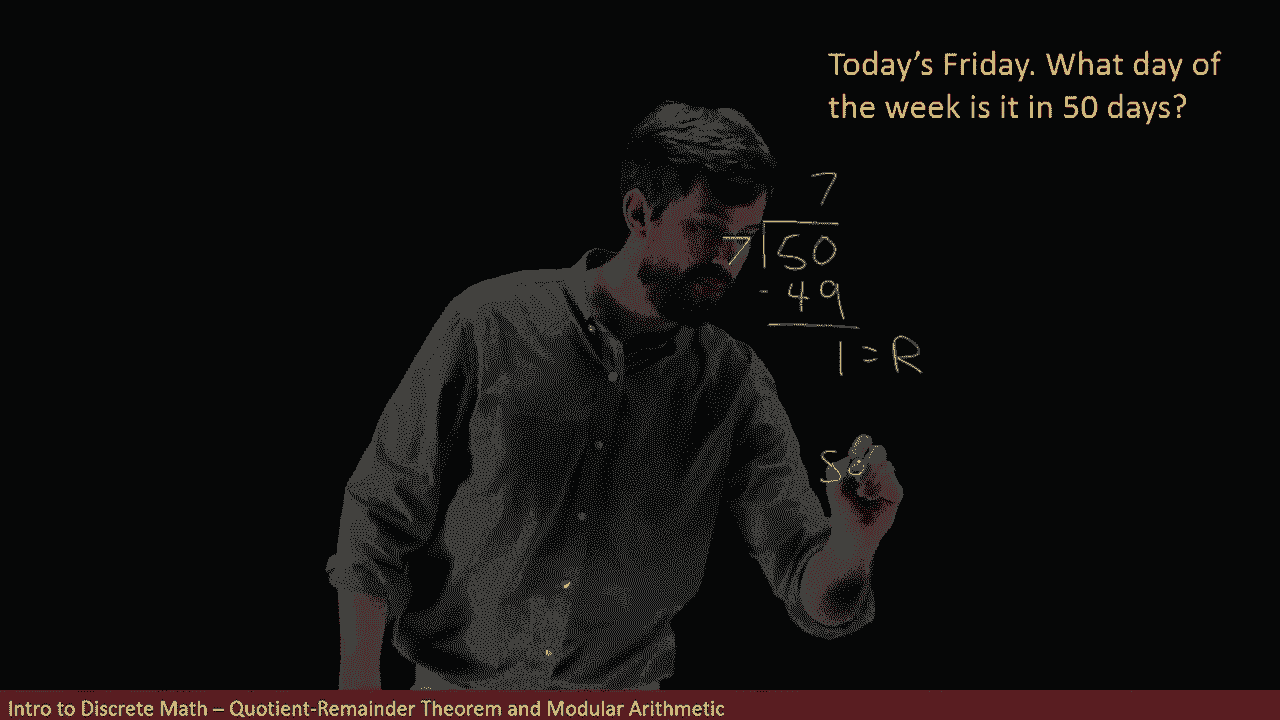 Today's Friday. What day of
the week is it in 50 days?
7
7 50
- 49
1 = R
Intro to Discrete Math – Quotient-Remainder Theorem and Modular Arithmetic